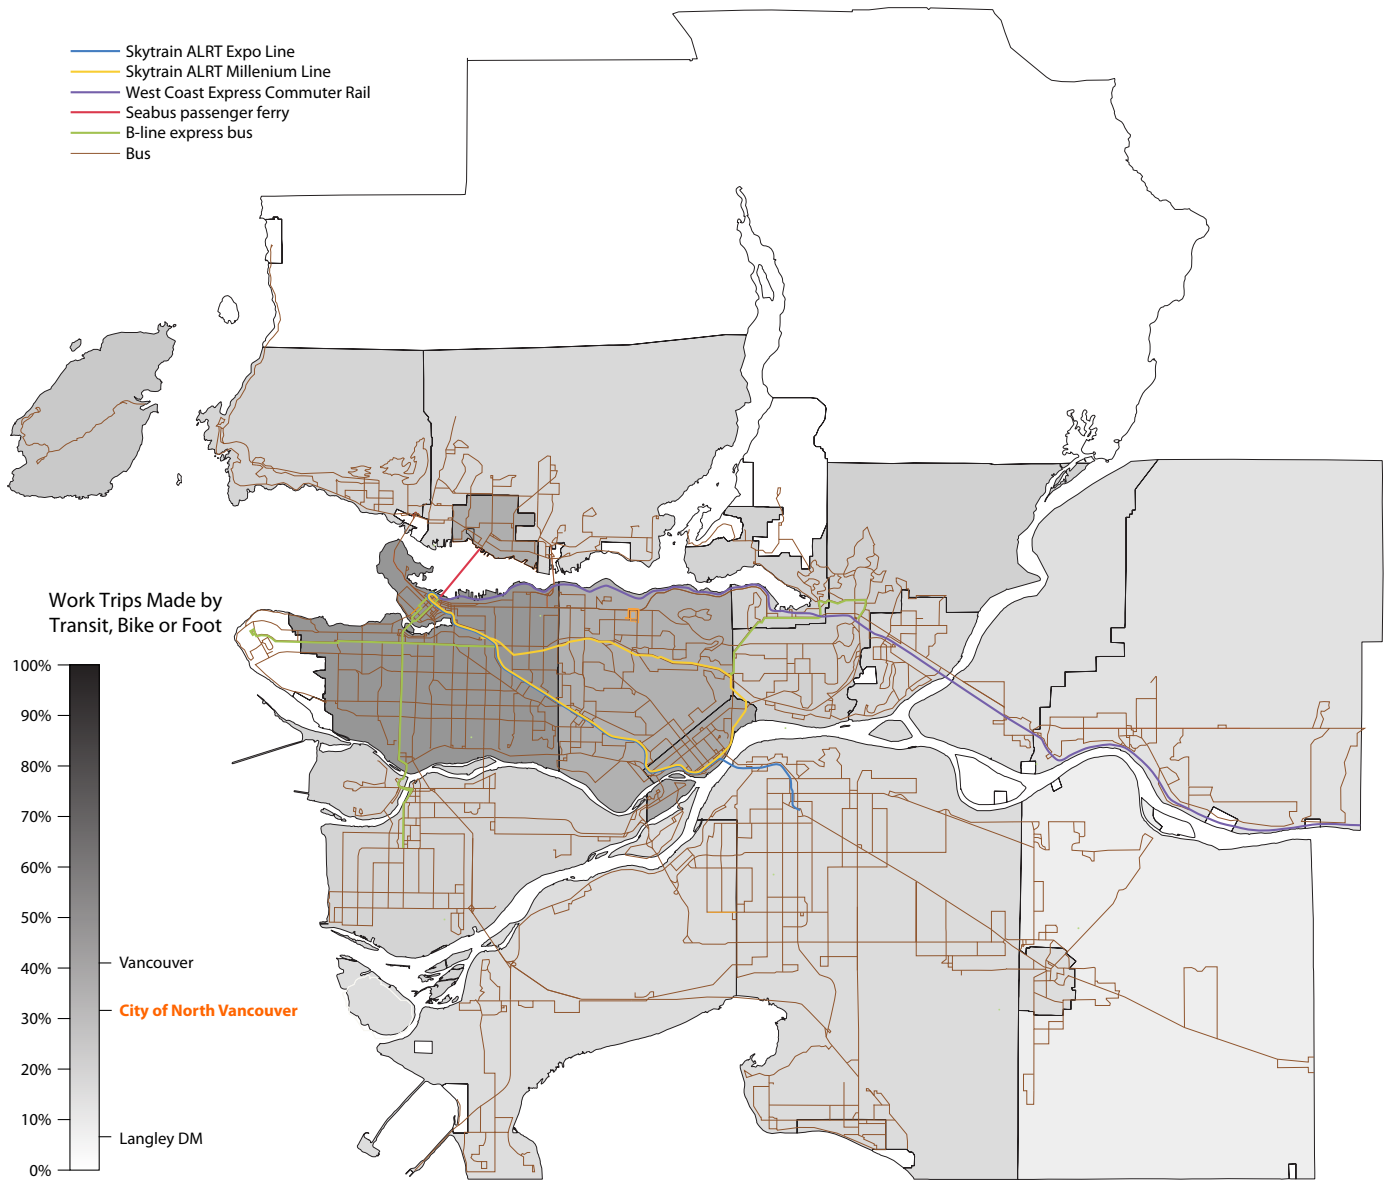 Skytrain ALRT Expo Line
Skytrain ALRT Millenium Line
West Coast Express Commuter Rail
Seabus passenger ferry
B-line express bus
Bus
Work Trips Made by
Transit, Bike or Foot
100%
90%
80%
70%
60%
50%
40%
30%
20%
10%
0%
Vancouver
City of North Vancouver
Langley DM